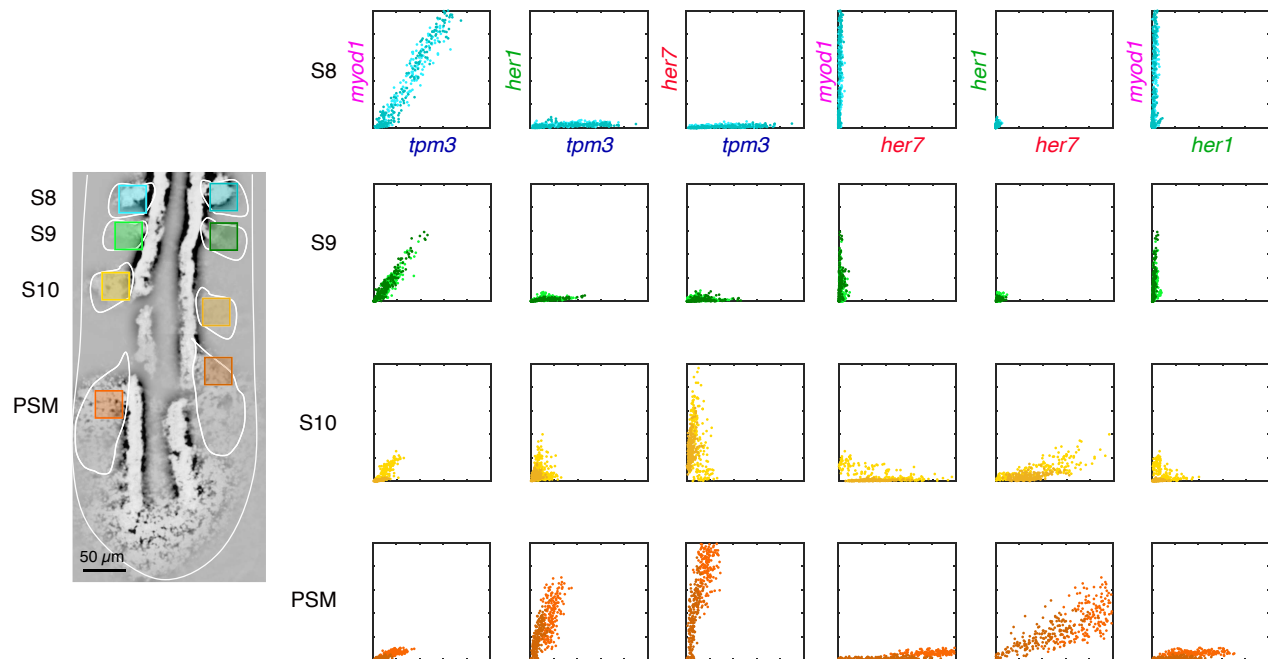 S8
myod1
her1
her7
myod1
her1
myod1
tpm3
tpm3
tpm3
her7
her7
her1
S8
S9
S10
PSM
50 µm
S9
S10
PSM